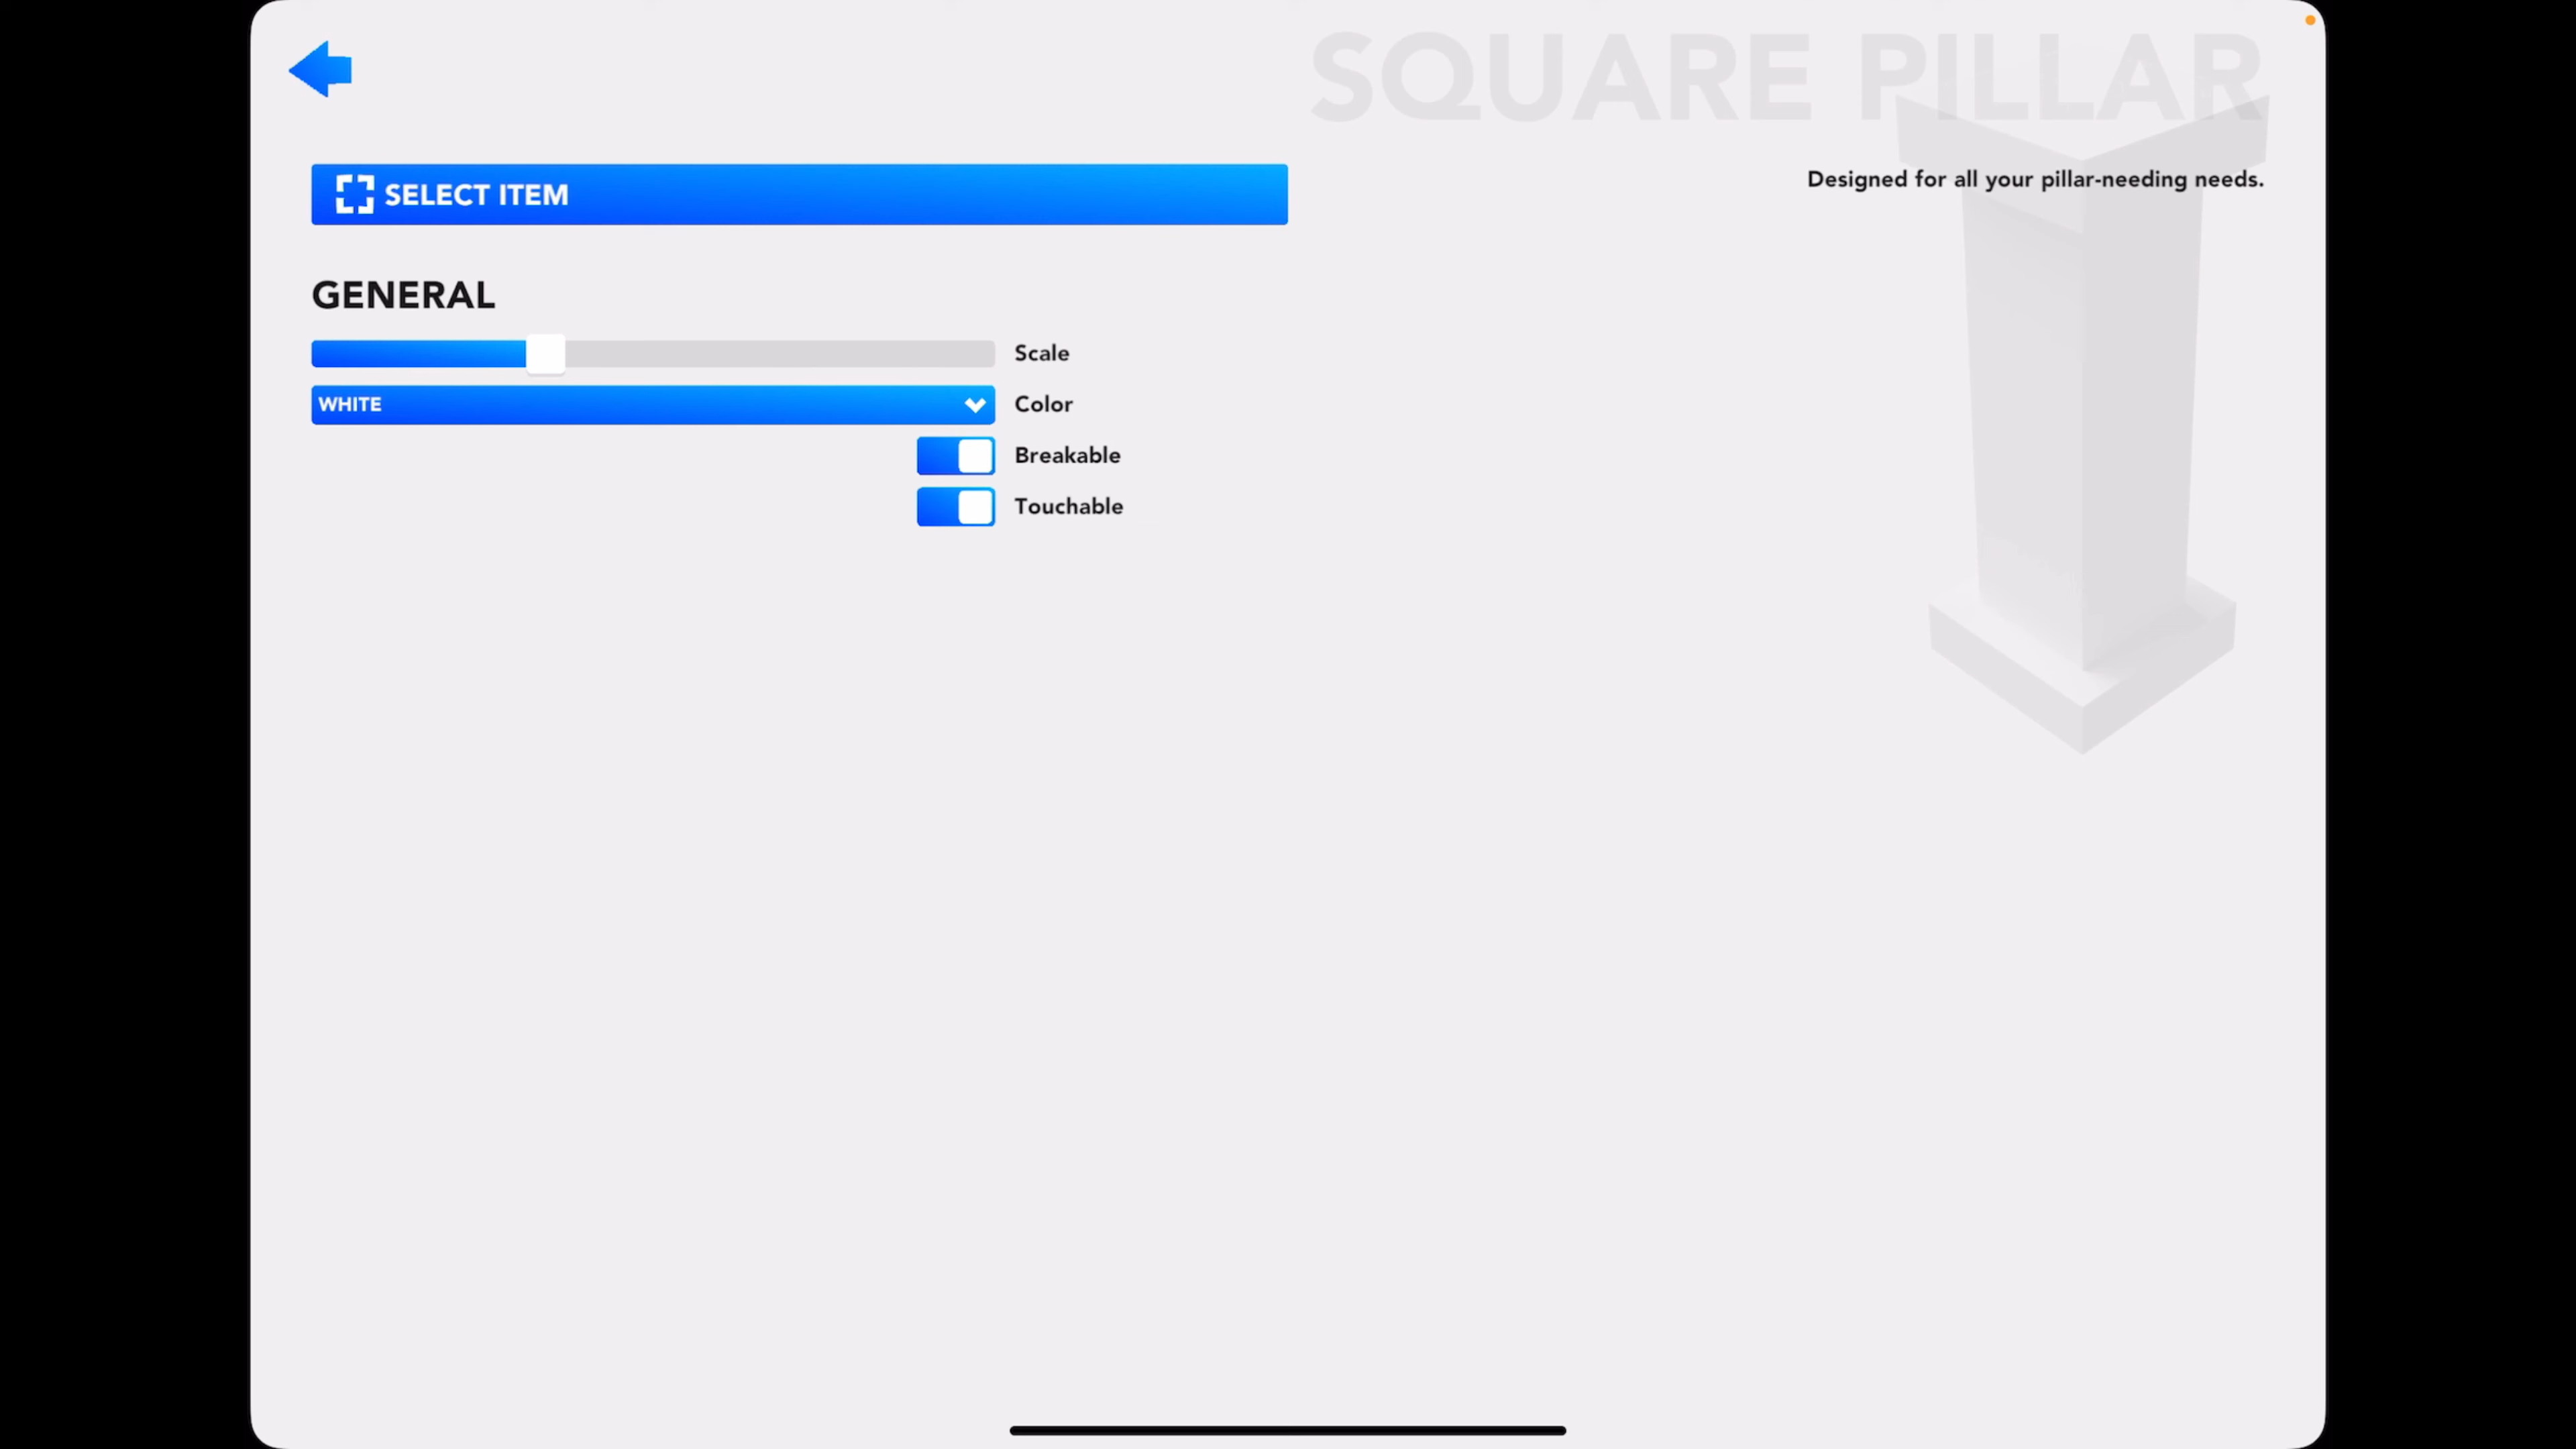 SQUARE PILLAR
SELECT ITEM
Designed for all your pillar-needing needs.
GENERAL
Scale
WHITE
Color
Breakable
Touchable